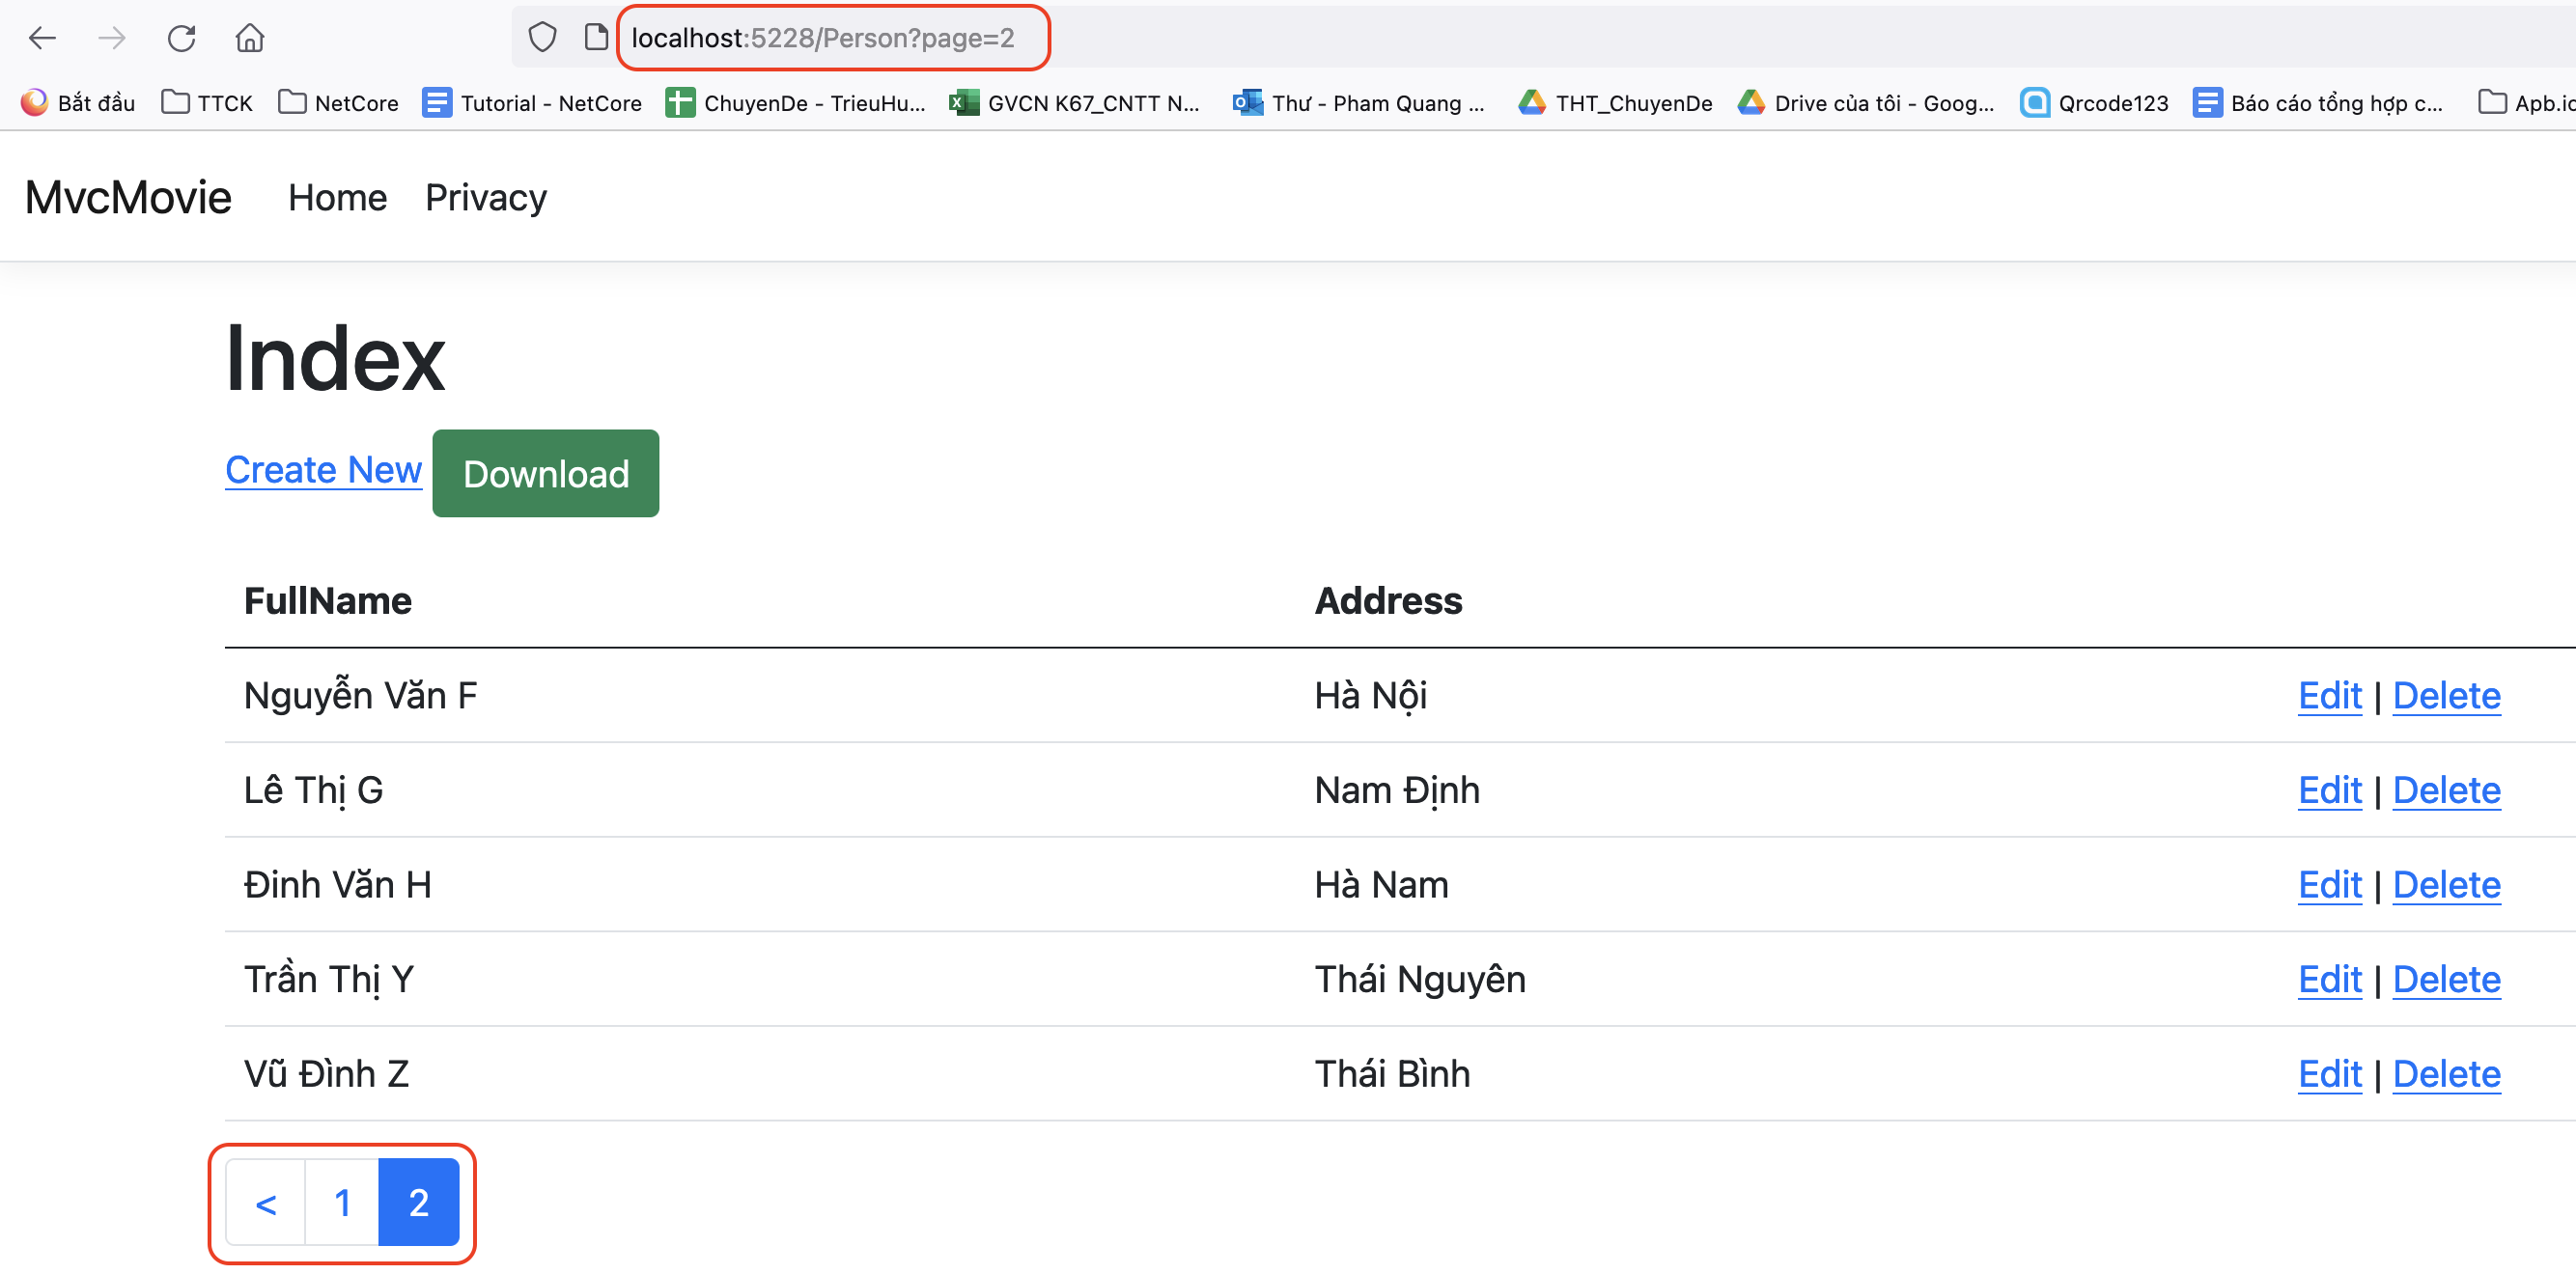 localhost:5228/Person?page=2
Bắt đầu TTCK NetCore Tutorial - NetCore ChuyenDe - TrieuHu... GVCN K67_CNTT N... Thư - Pham Quang ... THT_ChuyenDe Drive của tôi - Goog... Qrcode123 Báo cáo tổng hợp c... Apb.ic
MvcMovie Home Privacy
Index
Create New Download
FullName Address
Nguyễn Văn F Hà Nội Edit | Delete
Lê Thị G Nam Định Edit | Delete
Đinh Văn H Hà Nam Edit | Delete
Trần Thị Y Thái Nguyên Edit | Delete
Vũ Đình Z Thái Bình Edit | Delete
< 1 2